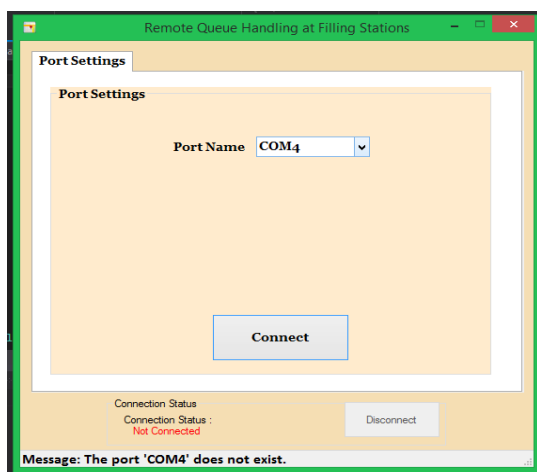 Remote Queue Handling at Filling Stations
Port Settings
Port Settings
Port Name COM4
Connect
Connection Status
Connection Status :
Not Connected
Disconnect
Message: The port 'COM4' does not exist.